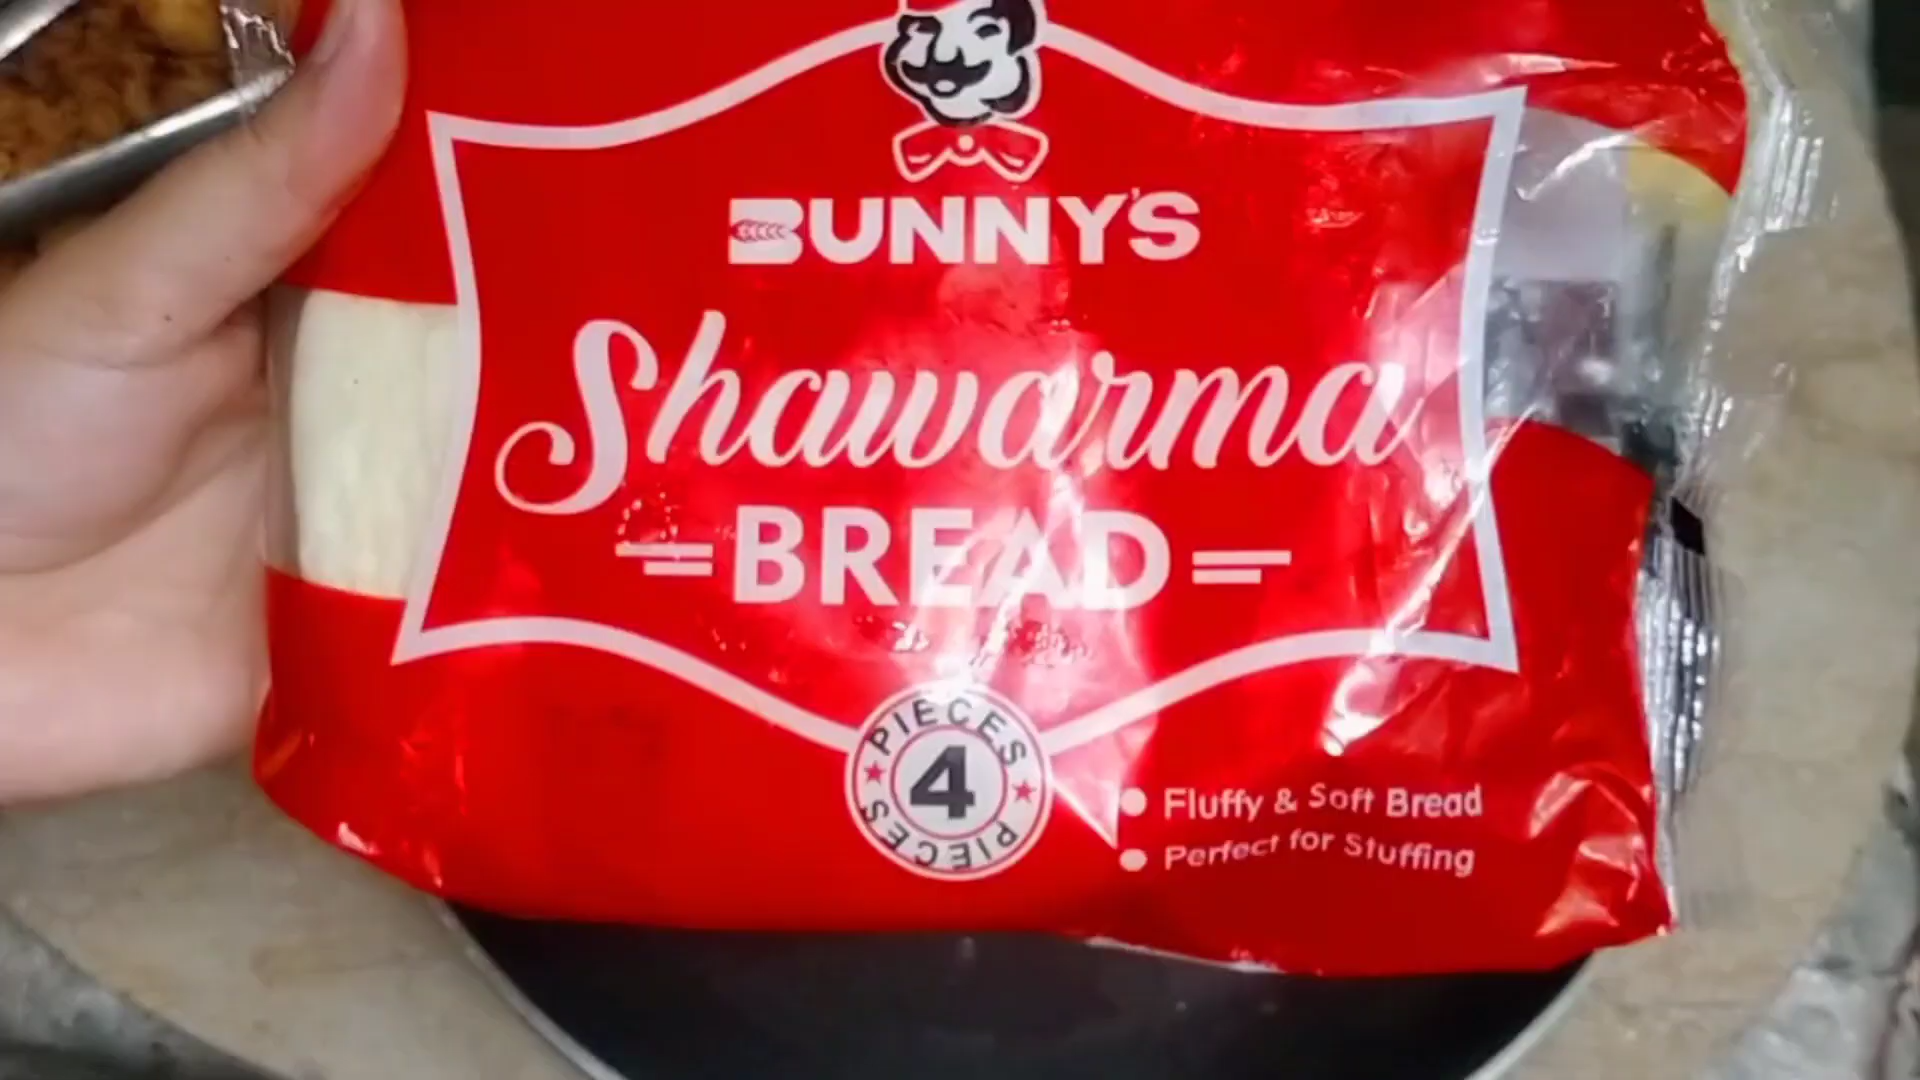 BUNNY'S
Shawarma
BREAD
PIECES
4
PIECES
Fluffy & Soft Bread
Perfect for Stuffing